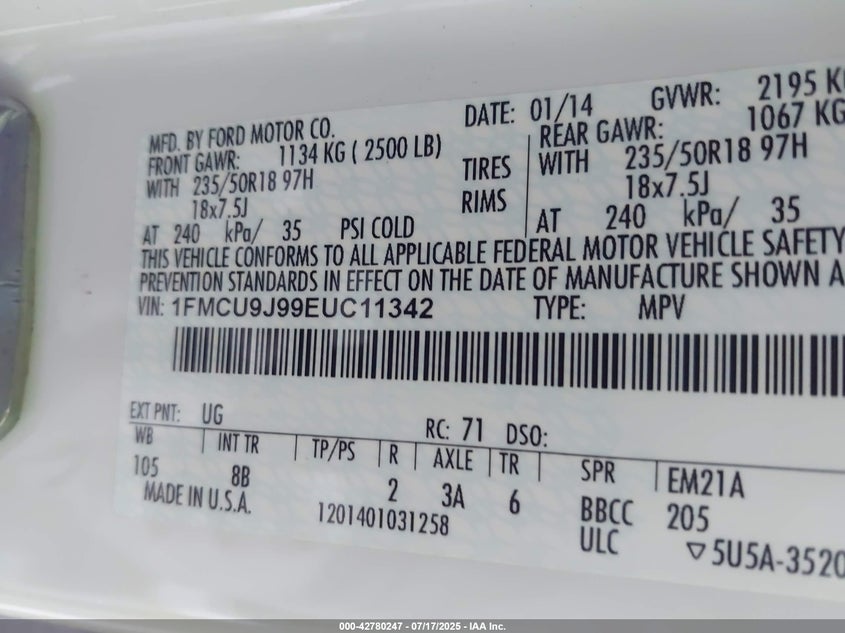 MFD. BY FORD MOTOR CO. DATE: 01/14 GVWR: 2195 K
FRONT GAWR: 1134 KG ( 2500 LB) REAR GAWR: 1067 KG
WITH 235/50R18 97H TIRES WITH 235/50R18 97H
18x7.5J RIMS 18x7.5J
AT 240 kPa/ 35 PSI COLD AT 240 kPa/ 35
THIS VEHICLE CONFORMS TO ALL APPLICABLE FEDERAL MOTOR VEHICLE SAFETY
PREVENTION STANDARDS IN EFFECT ON THE DATE OF MANUFACTURE SHOWN A
VIN: 1FMCU9J99EUC11342 TYPE: MPV
EXT PNT: UG RC: 71 DSO:
WB INT TR TP/PS R AXLE TR SPR EM21A
105 8B 2 3A 6 BBCC 205
MADE IN U.S.A. 1201401031258 ULC ▽5U5A-3520
000-42780247 - 07/17/2025 - IAA Inc.